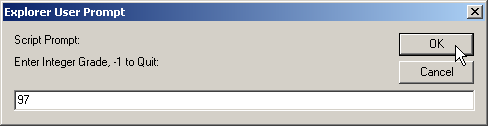 Explorer User Prompt
Script Prompt:
OK
Enter Integer Grade, -1 to Quit:
Cancel
97